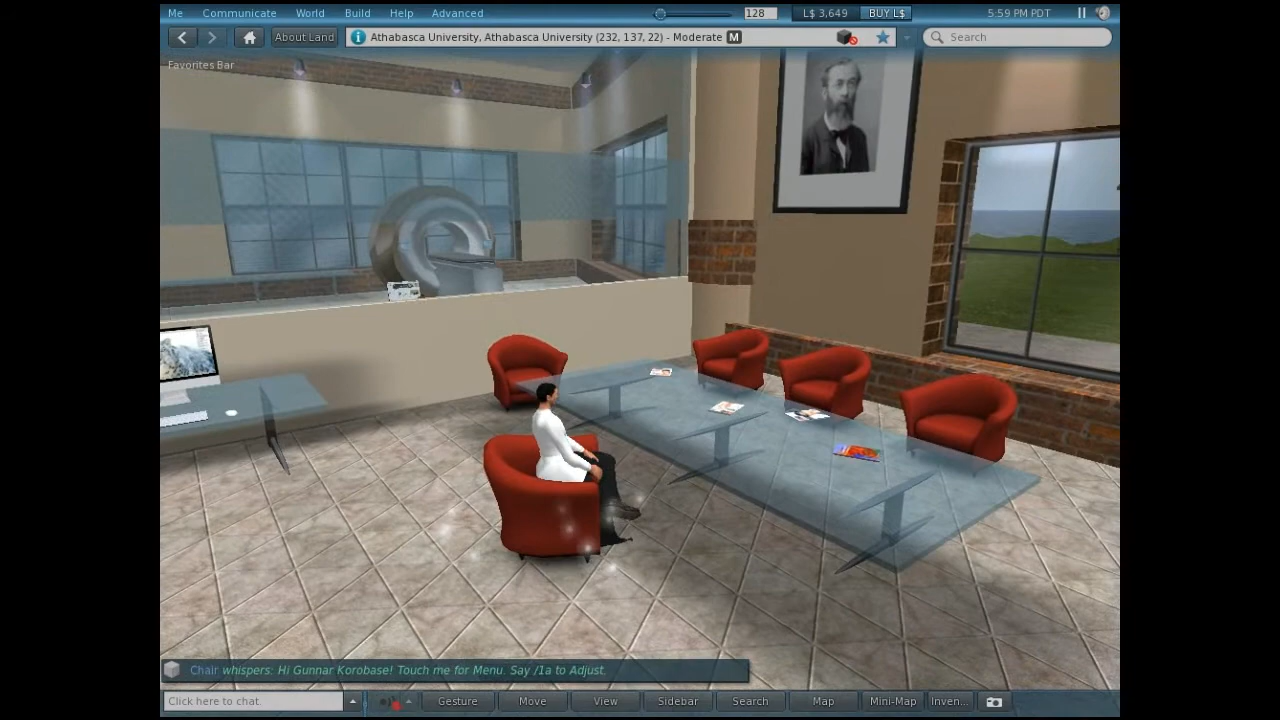 Me Communicate World Build Help Advanced 128 L$ 3,649 BUY L$ 5:59 PM PDT
About Land Athabasca University, Athabasca University (232, 137, 22) - Moderate M Search
Favorites Bar
Chair whispers: Hi Gunnar Korobase! Touch me for Menu. Say /1a to Adjust.
Click here to chat. Gesture Move View Sidebar Search Map Mini-Map Inven...